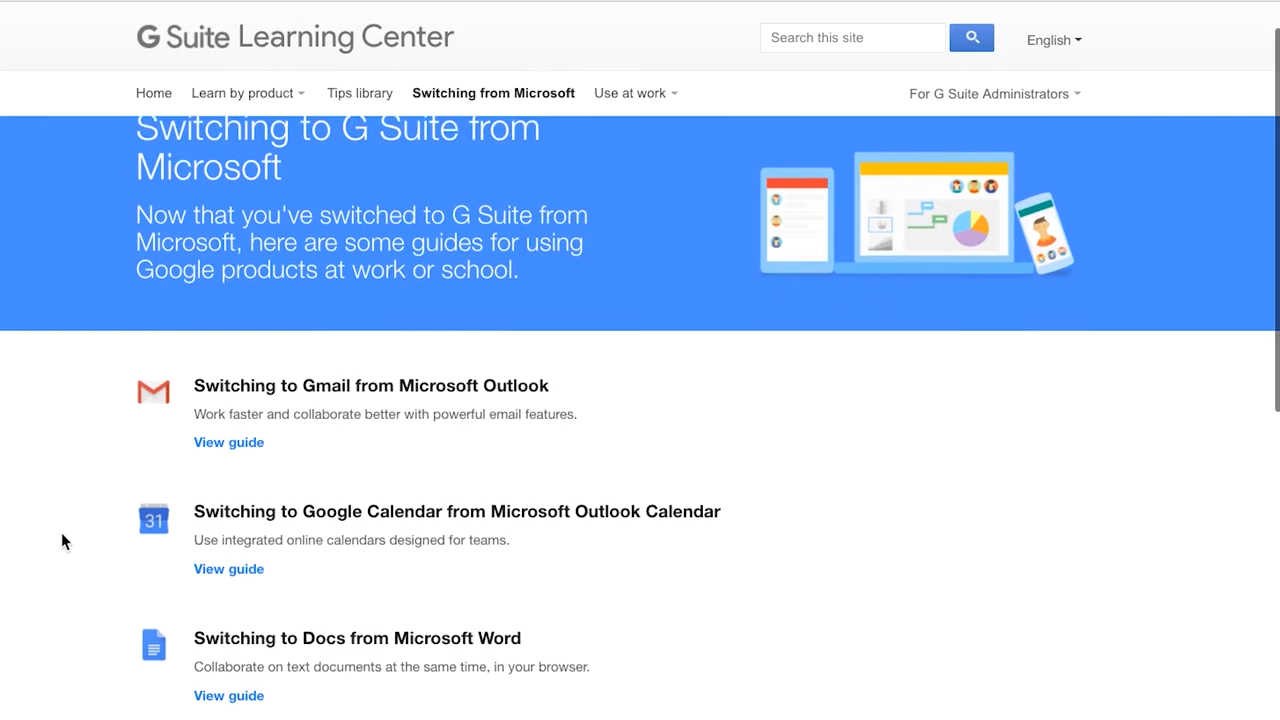 G Suite Learning Center
Search this site
English
Home
Learn by product
Tips library
Switching from Microsoft
Use at work
For G Suite Administrators
Switching to G Suite from
Microsoft
Now that you've switched to G Suite from
Microsoft, here are some guides for using
Google products at work or school.
Switching to Gmail from Microsoft Outlook
Work faster and collaborate better with powerful email features.
View guide
31
Switching to Google Calendar from Microsoft Outlook Calendar
Use integrated online calendars designed for teams.
View guide
Switching to Docs from Microsoft Word
Collaborate on text documents at the same time, in your browser.
View guide